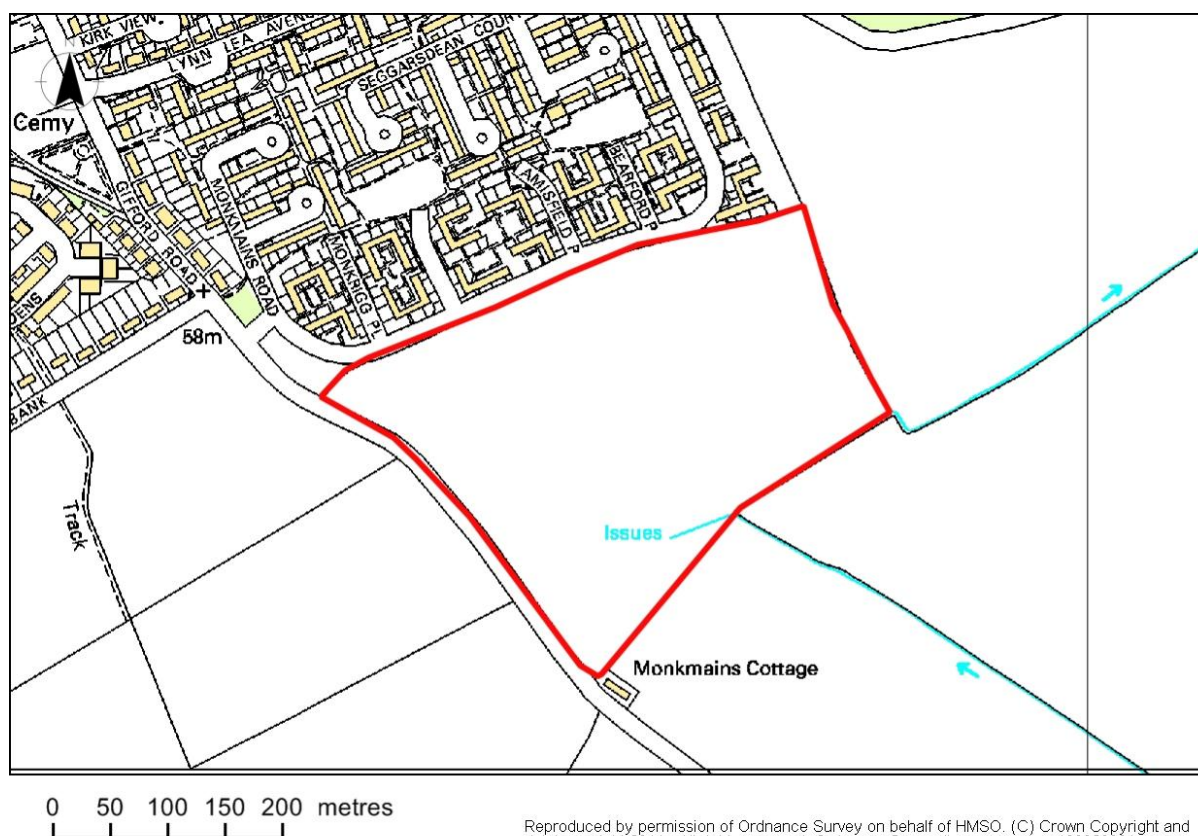 KIRK VIEW
LYNN LEA AVENUE
SEGGARSDEAN COURT
N
Cemy
GIFFORD ROAD
MONKMAINS ROAD
AMISFIELD P
BEARFORD
MONKRIGG P
58m
BANK
Track
Issues
Monkmains Cottage
0 50 100 150 200 metres
Reproduced by permission of Ordnance Survey on behalf of HMSO. (C) Crown Copyright and